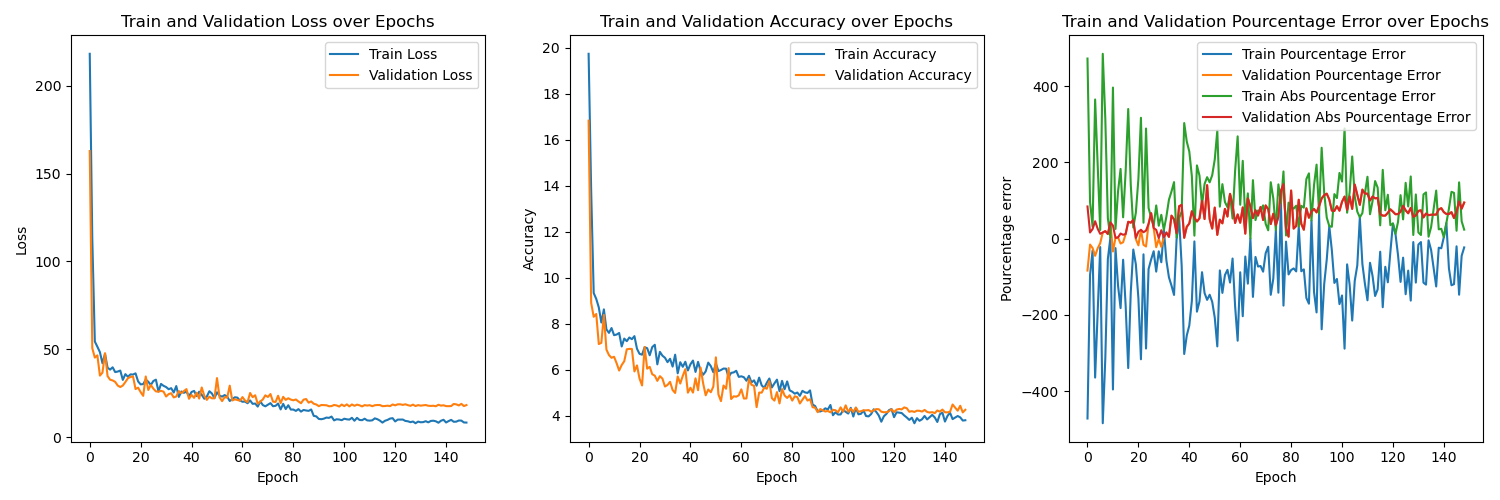 Train and Validation Loss over Epochs
Train Loss
Validation Loss
Loss
200
150
100
50
0
0 20 40 60 80 100 120 140
Epoch
Train and Validation Accuracy over Epochs
Train Accuracy
Validation Accuracy
Accuracy
20
18
16
14
12
10
8
6
4
0 20 40 60 80 100 120 140
Epoch
Train and Validation Pourcentage Error over Epochs
Train Pourcentage Error
Validation Pourcentage Error
Train Abs Pourcentage Error
Validation Abs Pourcentage Error
Pourcentage error
400
200
0
−200
−400
0 20 40 60 80 100 120 140
Epoch